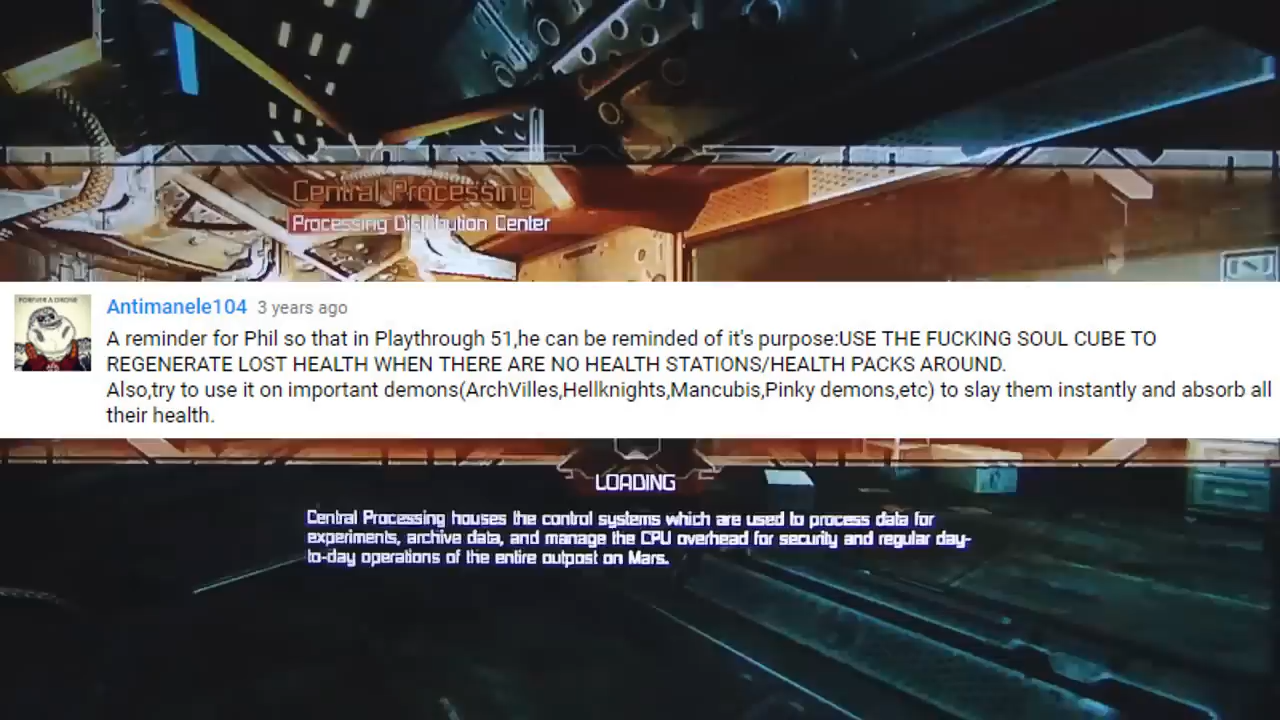 Central Processing
Processing Distribution Center
FOREVER A DRONE
Antimanele104 3 years ago
A reminder for Phil so that in Playthrough 51,he can be reminded of it's purpose:USE THE FUCKING SOUL CUBE TO
REGENERATE LOST HEALTH WHEN THERE ARE NO HEALTH STATIONS/HEALTH PACKS AROUND.
Also,try to use it on important demons(ArchVilles,Hellknights,Mancubis,Pinky demons,etc) to slay them instantly and absorb all
their health.
LOADING
Central Processing houses the control systems which are used to process data for
experiments, archive data, and manage the CPU overhead for security and regular day-
to-day operations of the entire outpost on Mars.